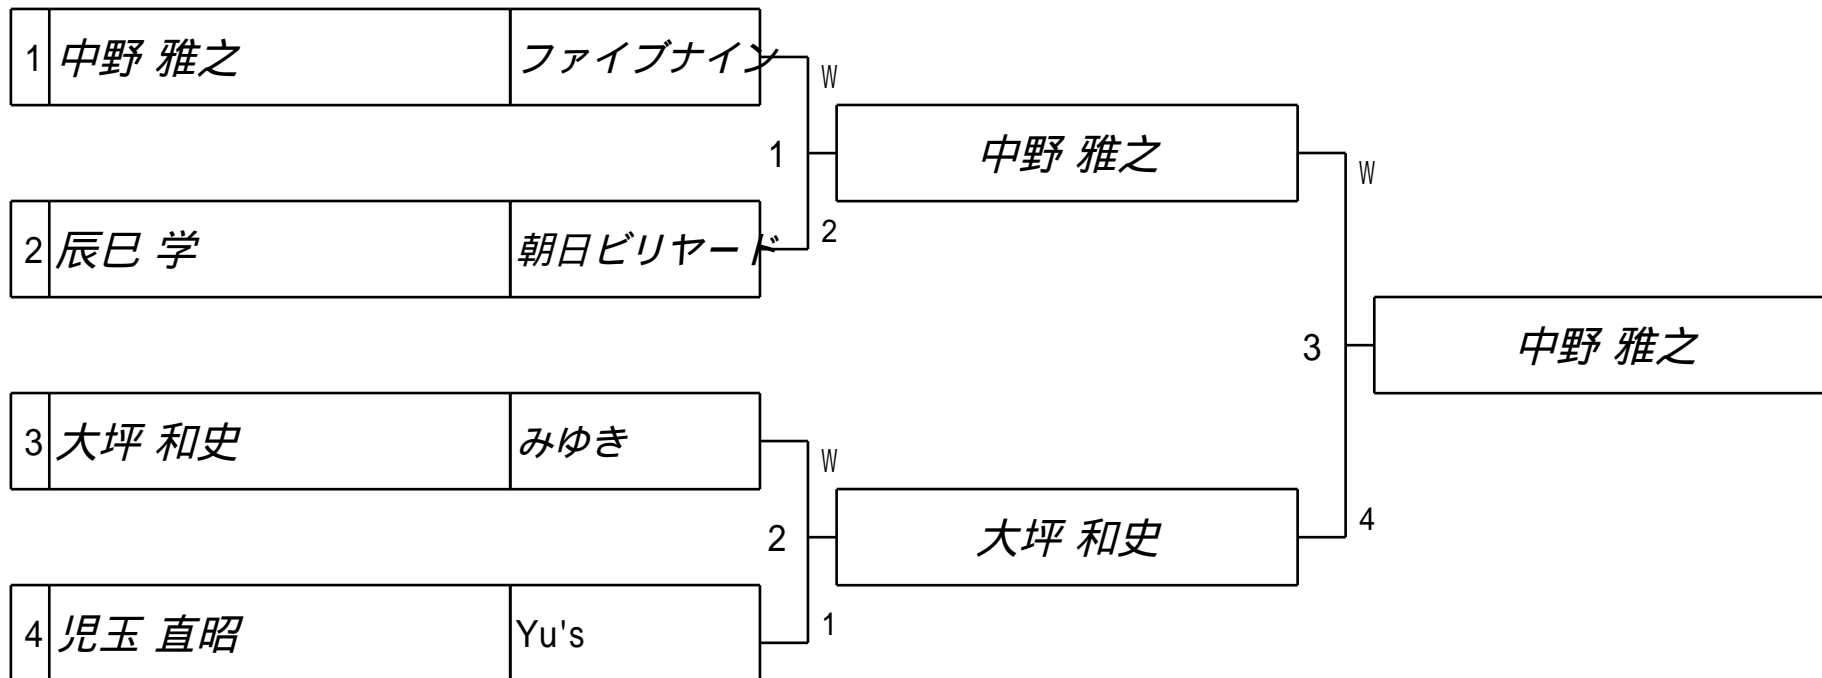 1 中野 雅之 ファイブナイン
W
1 中野 雅之
W
2 辰巳 学 朝日ビリヤード
2
3 中野 雅之
3 大坪 和史 みゆき
W
2 大坪 和史
4
4 児玉 直昭 Yu's
1